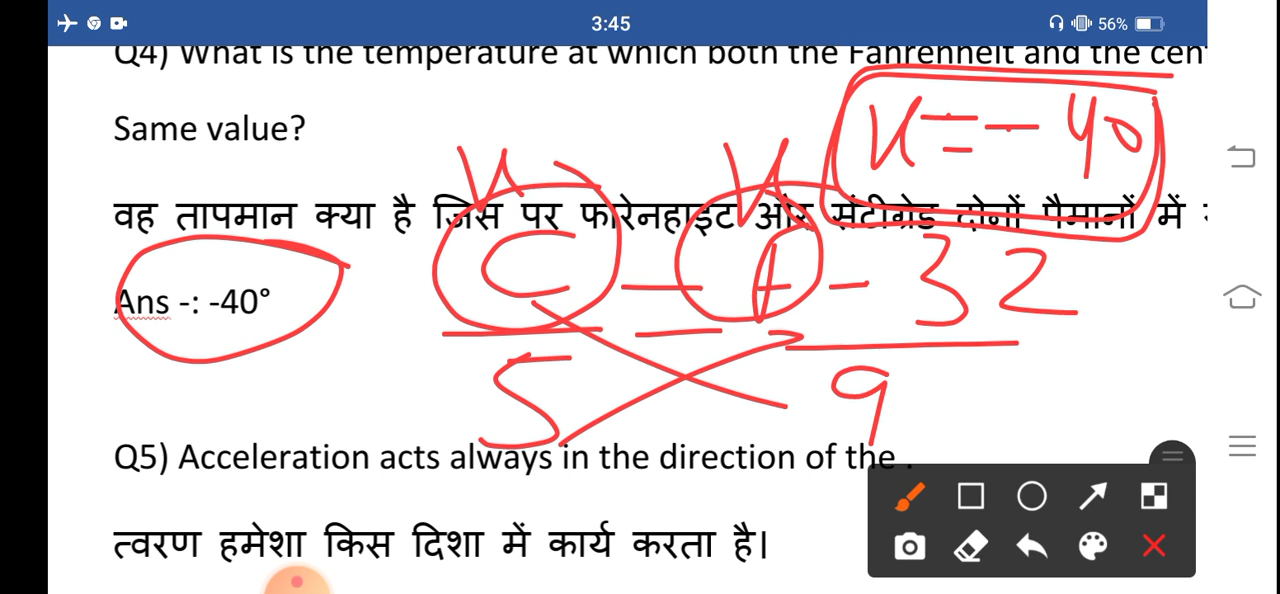 3:45 56%
Q4) What is the temperature at which both the Fahrenheit and the cen
Same value?
x = - 40
वह तापमान क्या है जिस पर फारेनहाइट और सेंटीग्रेड दोनों पैमानों में
x x
Ans -: -40°
C = F - 32
5 9
Q5) Acceleration acts always in the direction of the .
त्वरण हमेशा किस दिशा में कार्य करता है।